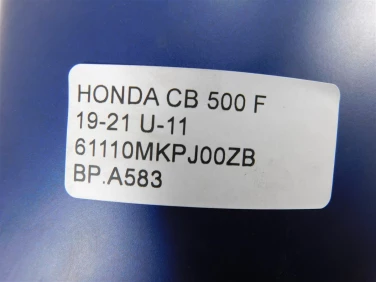 HONDA CB 500 F
19-21 U-11
61110MKPJ00ZB
BP.A583